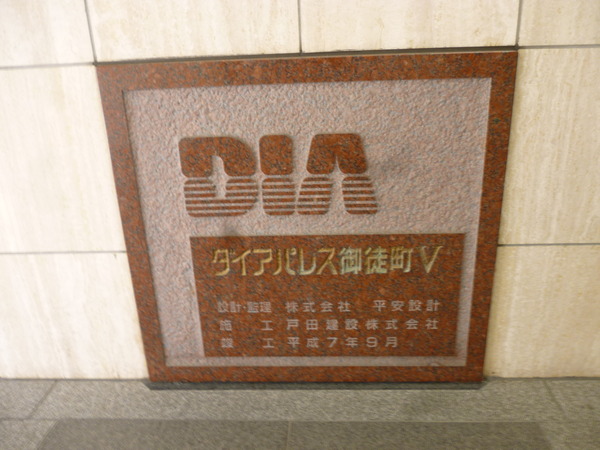 DIA
ダイアパレス御徒町V
設計・監理 株式会社 平安設計
施工 戸田建設株式会社
竣工 平成7年9月